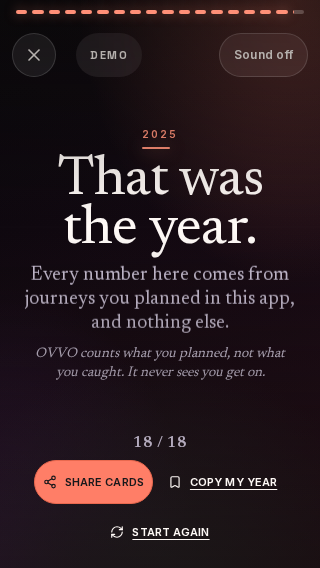 DEMO
Sound off
2025
That was
the year.
Every number here comes from
journeys you planned in this app,
and nothing else.
OVVO counts what you planned, not what
you caught. It never sees you get on.
18 / 18
SHARE CARDS
COPY MY YEAR
START AGAIN